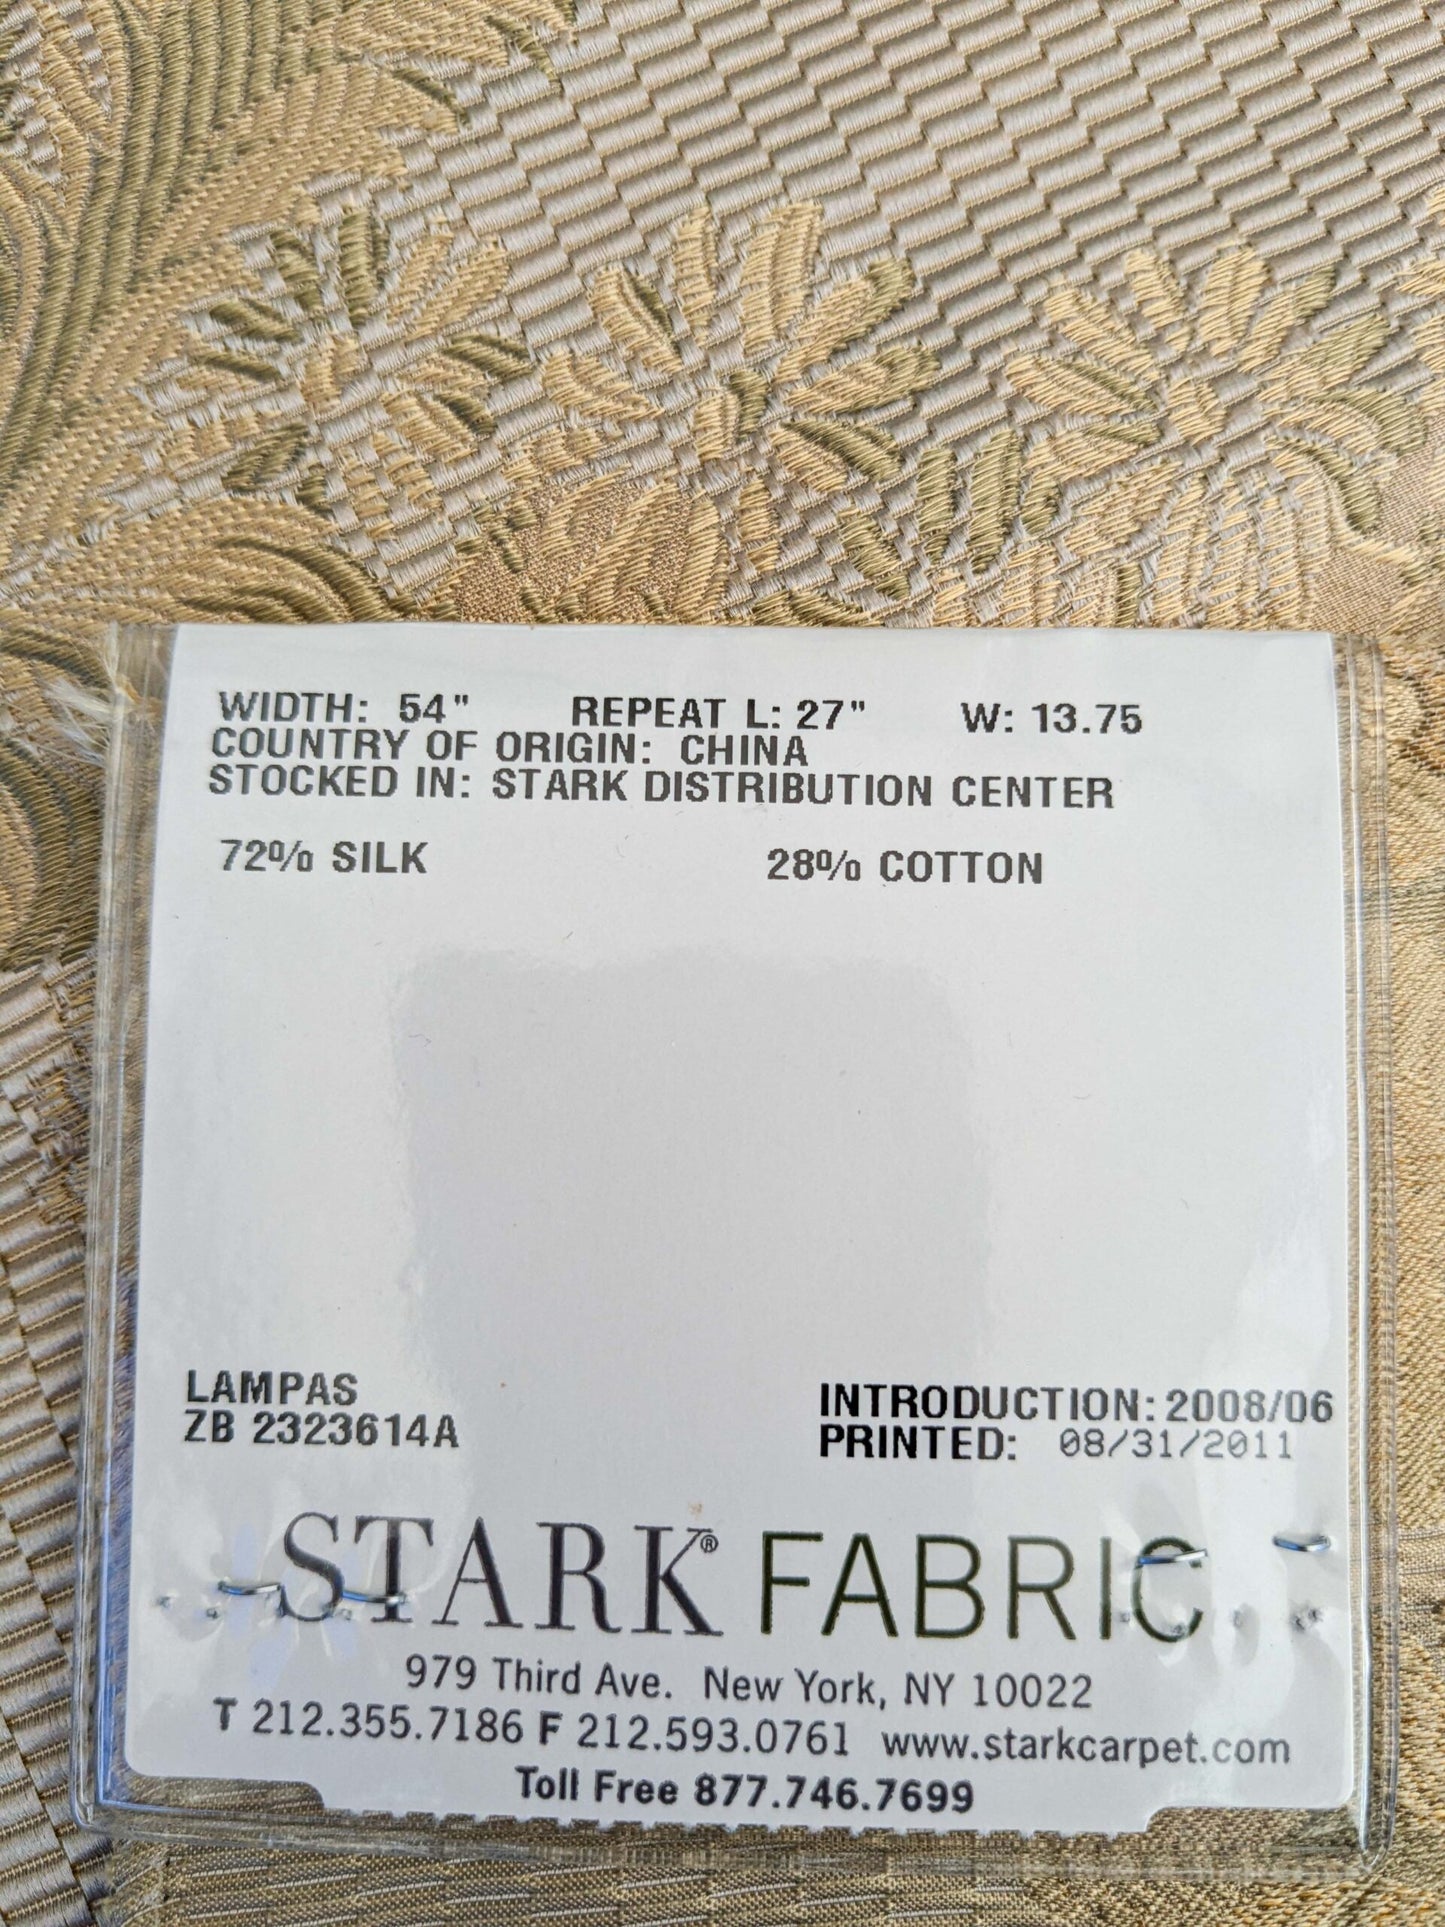 WIDTH: 54" REPEAT L: 27" W: 13.75
COUNTRY OF ORIGIN: CHINA
STOCKED IN: STARK DISTRIBUTION CENTER
72% SILK 28% COTTON
LAMPAS
ZB 2323614A
INTRODUCTION: 2008/06
PRINTED: 08/31/2011
STARK® FABRIC
979 Third Ave. New York, NY 10022
T 212.355.7186 F 212.593.0761 www.starkcarpet.com
Toll Free 877.746.7699